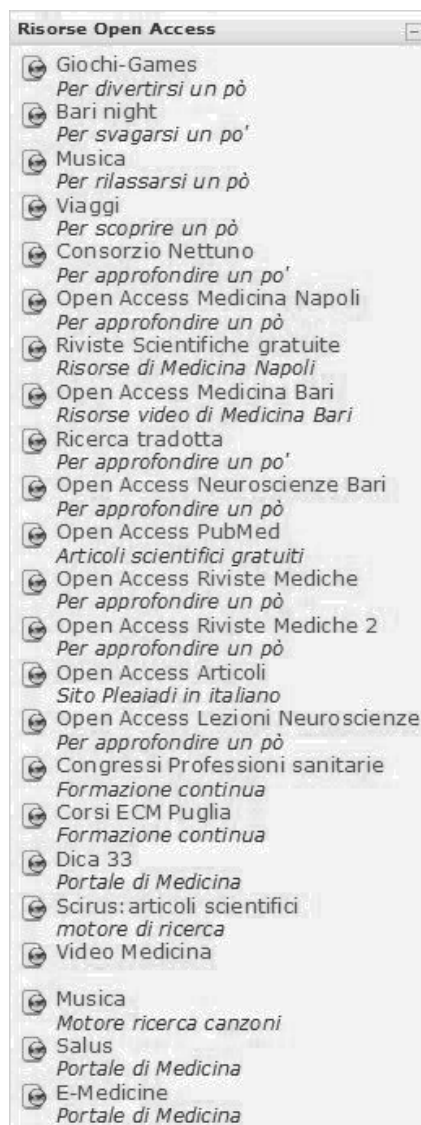 Risorse Open Access
Giochi-Games
Per divertirsi un pò
Bari night
Per svagarsi un po'
Musica
Per rilassarsi un pò
Viaggi
Per scoprire un pò
Consorzio Nettuno
Per approfondire un po'
Open Access Medicina Napoli
Per approfondire un pò
Riviste Scientifiche gratuite
Risorse di Medicina Napoli
Open Access Medicina Bari
Risorse video di Medicina Bari
Ricerca tradotta
Per approfondire un po'
Open Access Neuroscienze Bari
Per approfondire un pò
Open Access PubMed
Articoli scientifici gratuiti
Open Access Riviste Mediche
Per approfondire un pò
Open Access Riviste Mediche 2
Per approfondire un pò
Open Access Articoli
Sito Pleaiadi in italiano
Open Access Lezioni Neuroscienze
Per approfondire un pò
Congressi Professioni sanitarie
Formazione continua
Corsi ECM Puglia
Formazione continua
Dica 33
Portale di Medicina
Scirus: articoli scientifici
motore di ricerca
Video Medicina
Musica
Motore ricerca canzoni
Salus
Portale di Medicina
E-Medicine
Portale di Medicina